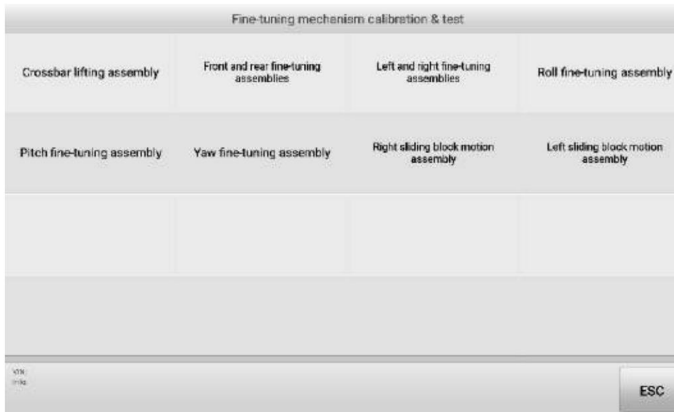 Fine-tuning mechanism calibration & test
Crossbar lifting assembly
Front and rear fine-tuning
assemblies
Left and right fine-tuning
assemblies
Roll fine-tuning assembly
Pitch fine-tuning assembly
Yaw fine-tuning assembly
Right sliding block motion
assembly
Left sliding block motion
assembly
VIN:
ESC